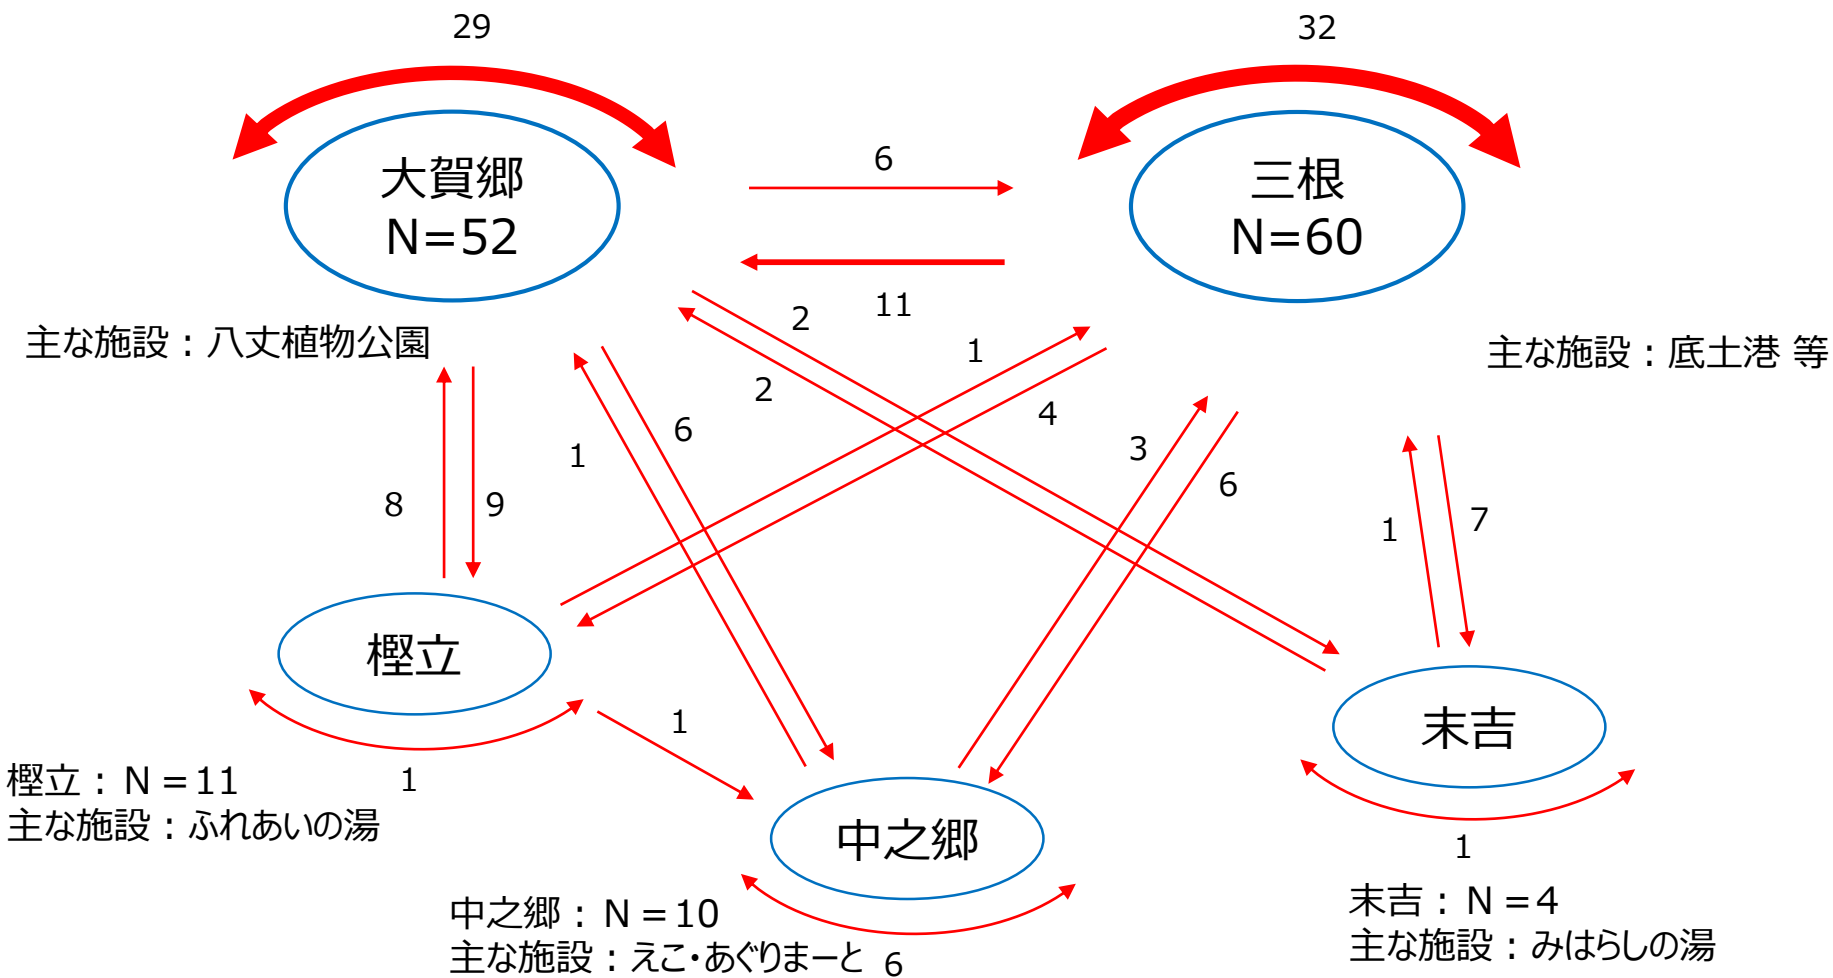 29
32
大賀郷
N=52
6
三根
N=60
11
主な施設：八丈植物公園
主な施設：底土港 等
2
2
1
4
1
6
3
6
8
9
1
7
樫立
1
1
樫立：N＝11
主な施設：ふれあいの湯
中之郷
末吉
1
中之郷：N＝10
主な施設：えこ・あぐりまーと
6
末吉：N＝4
主な施設：みはらしの湯